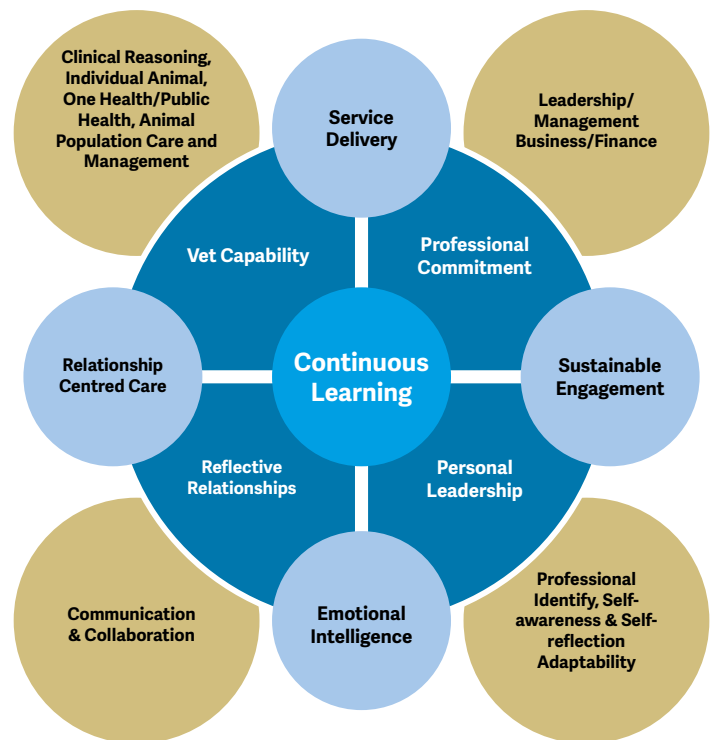 Clinical Reasoning,
Individual Animal,
One Health/Public
Health, Animal
Population Care and
Management
Service
Delivery
Leadership/
Management
Business/Finance
Vet Capability
Professional
Commitment
Relationship
Centred Care
Continuous
Learning
Sustainable
Engagement
Reflective
Relationships
Personal
Leadership
Communication
& Collaboration
Emotional
Intelligence
Professional
Identify, Self-
awareness & Self-
reflection
Adaptability